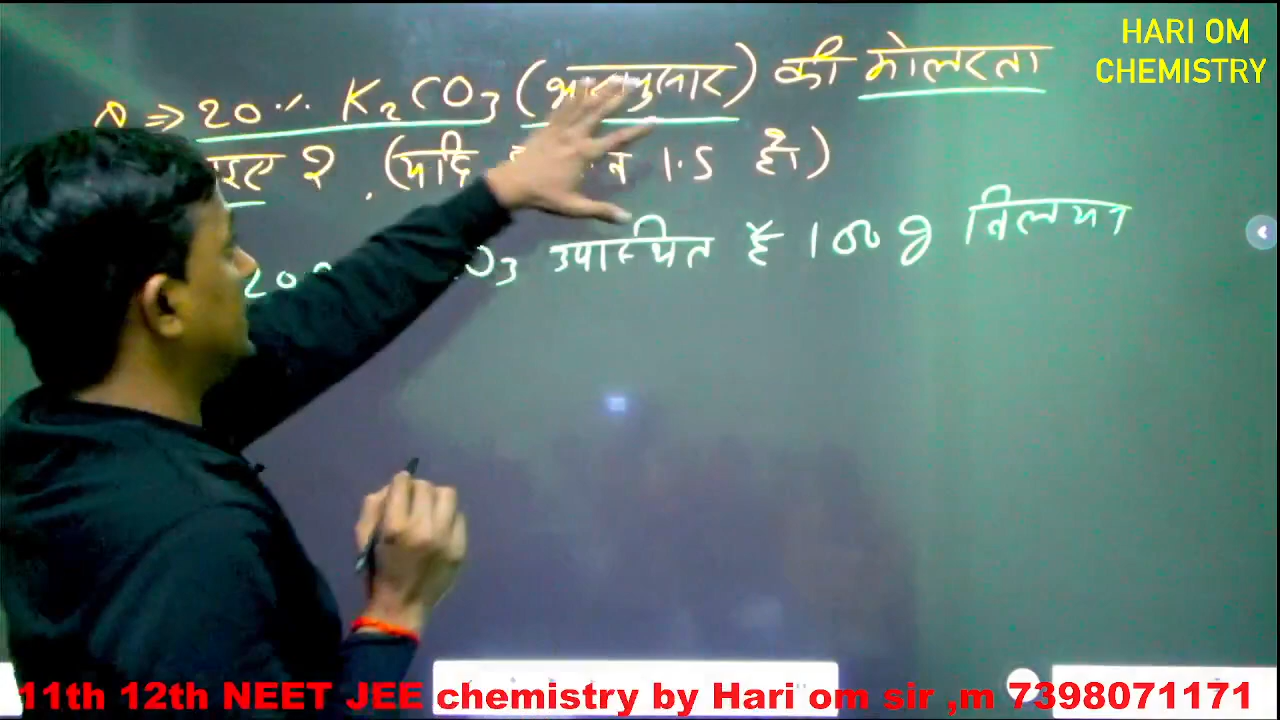 HARI OM
CHEMISTRY
⇒ 20 % K₂CO₃ ( ) की मोलरता
? (यदि 1.5 हो)
CO₃ उपस्थित है 100 g विलयन
11th 12th NEET JEE chemistry by Hari om sir ,m 7398071171